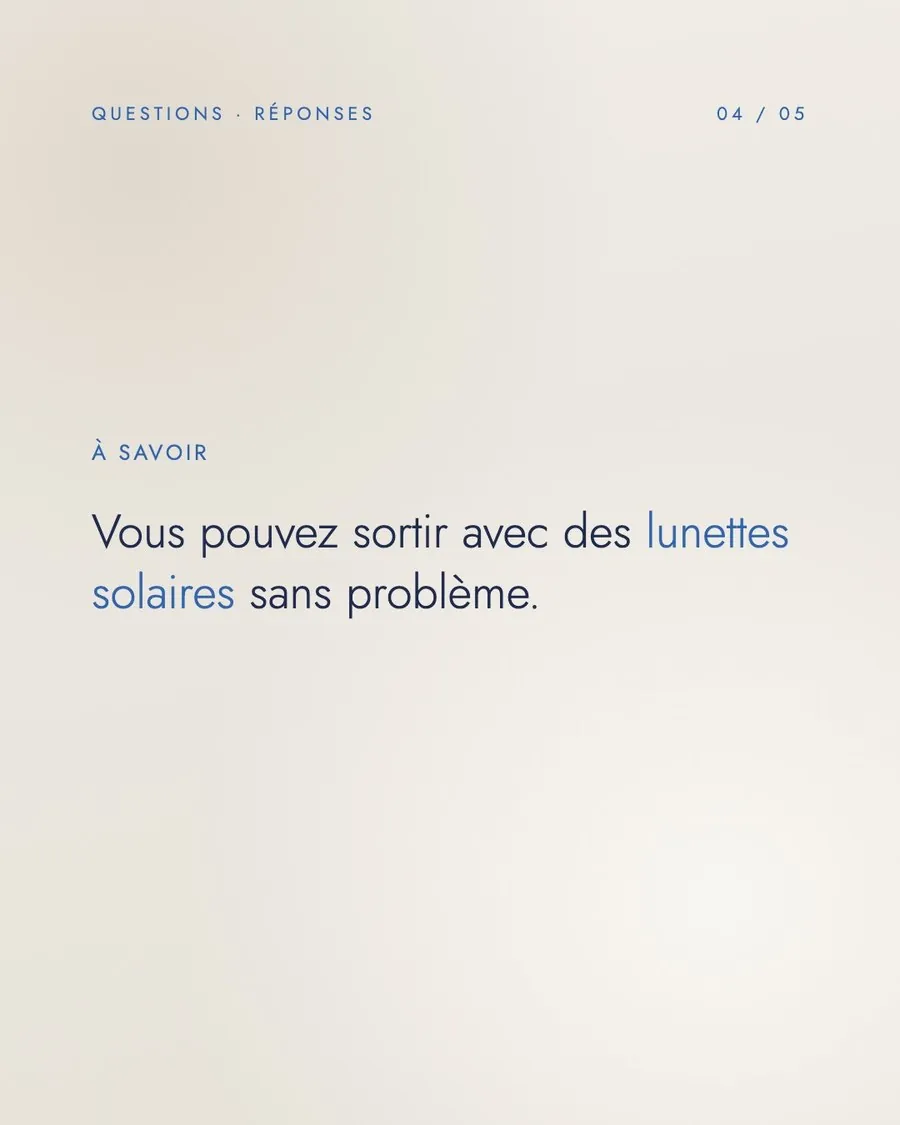 QUESTIONS · RÉPONSES
04 / 05
À SAVOIR
Vous pouvez sortir avec des lunettes
solaires sans problème.